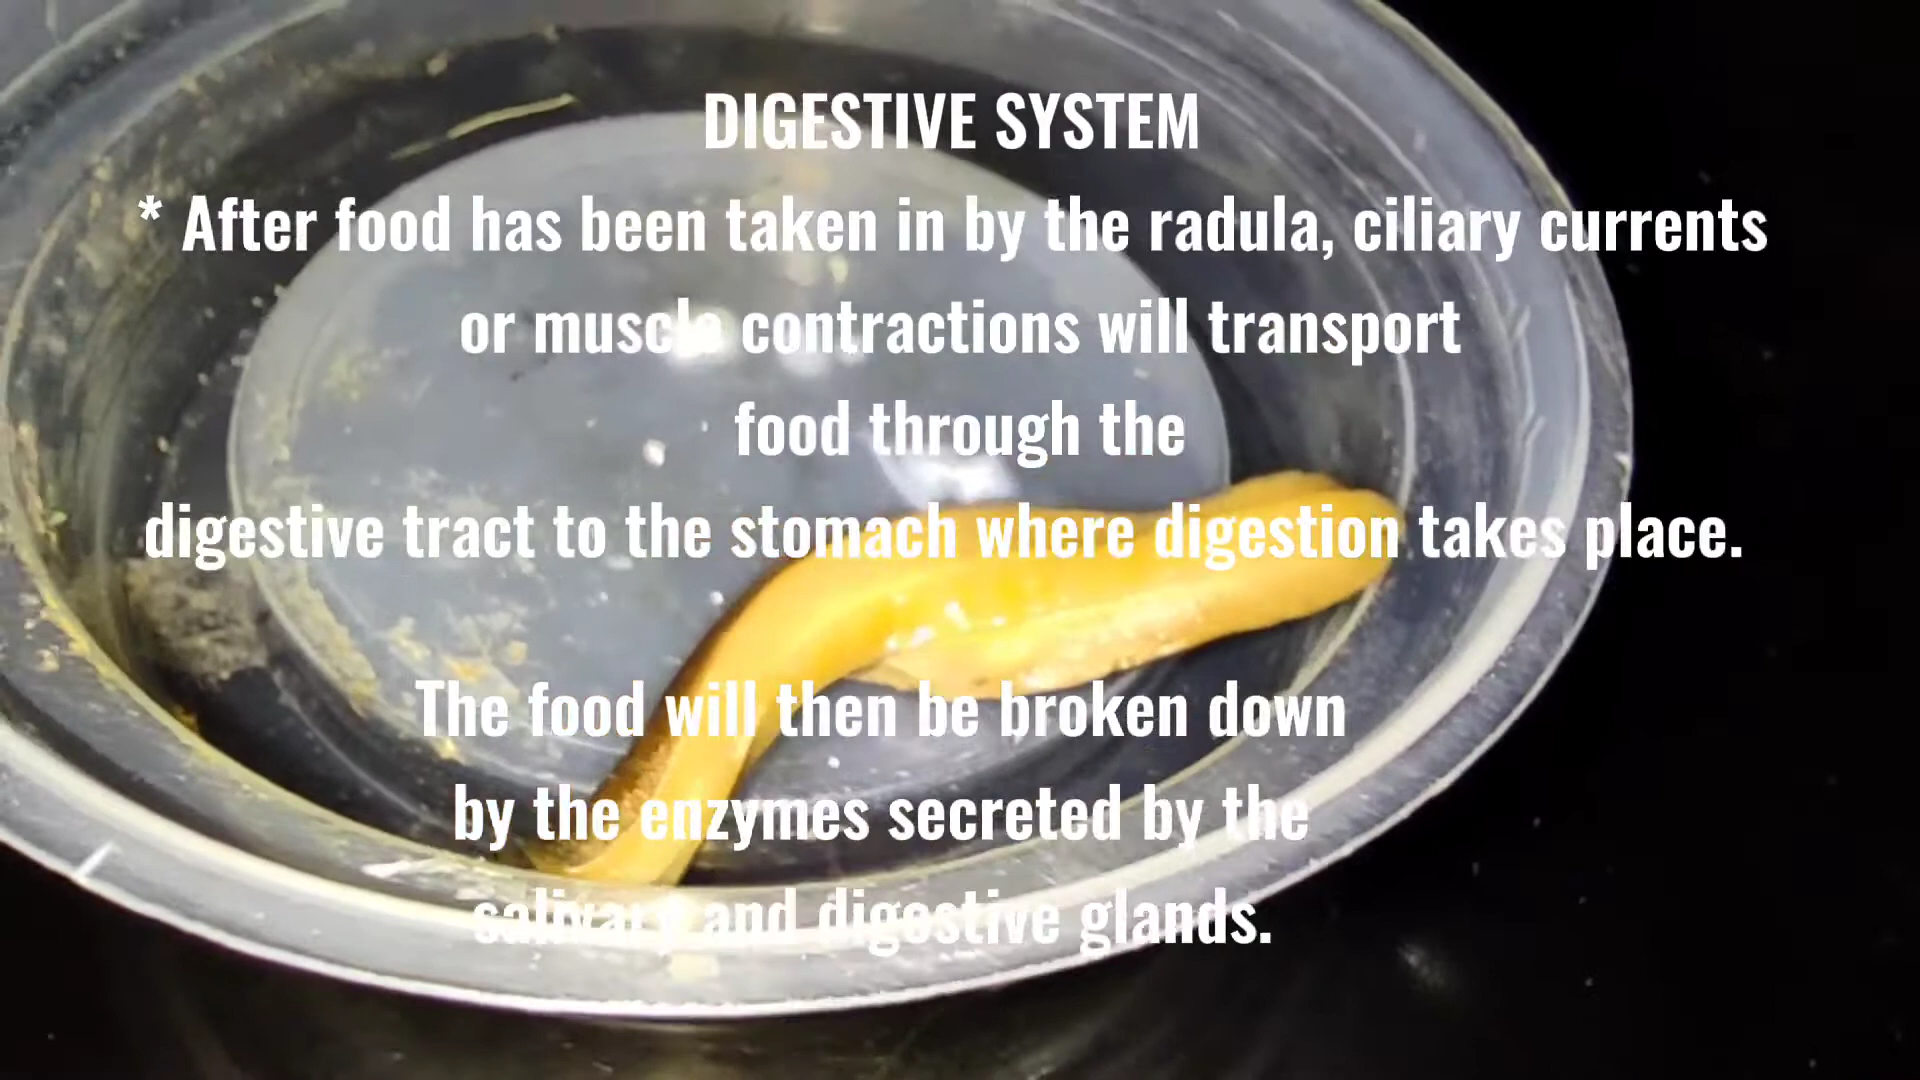 DIGESTIVE SYSTEM
* After food has been taken in by the radula, ciliary currents
or muscle contractions will transport
food through the
digestive tract to the stomach where digestion takes place.
The food will then be broken down
by the enzymes secreted by the
salivary and digestive glands.